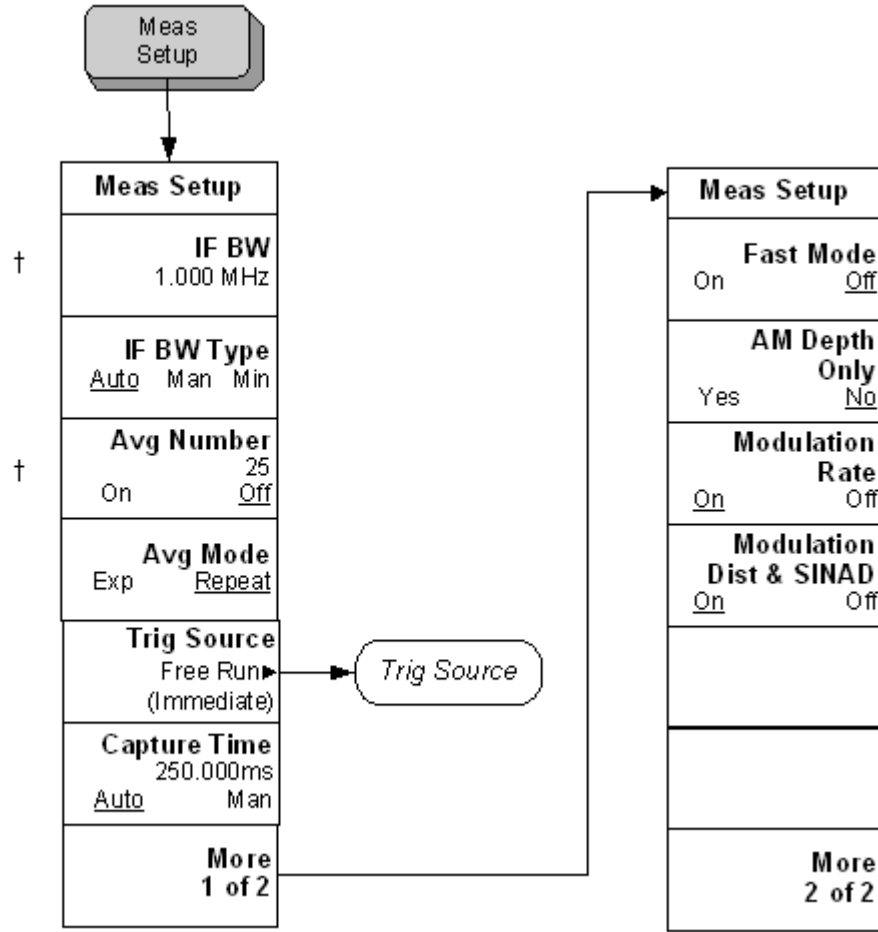 Meas
Setup
Meas Setup
†
IF BW
1.000 MHz
IF BW Type
Auto Man Min
†
Avg Number
25
On Off
Avg Mode
Exp Repeat
Trig Source
Free Run
(Immediate)
Trig Source
Capture Time
250.000ms
Auto Man
More
1 of 2
Meas Setup
Fast Mode
On Off
AM Depth
Only
Yes No
Modulation
Rate
On Off
Modulation
Dist & SINAD
On Off
More
2 of 2